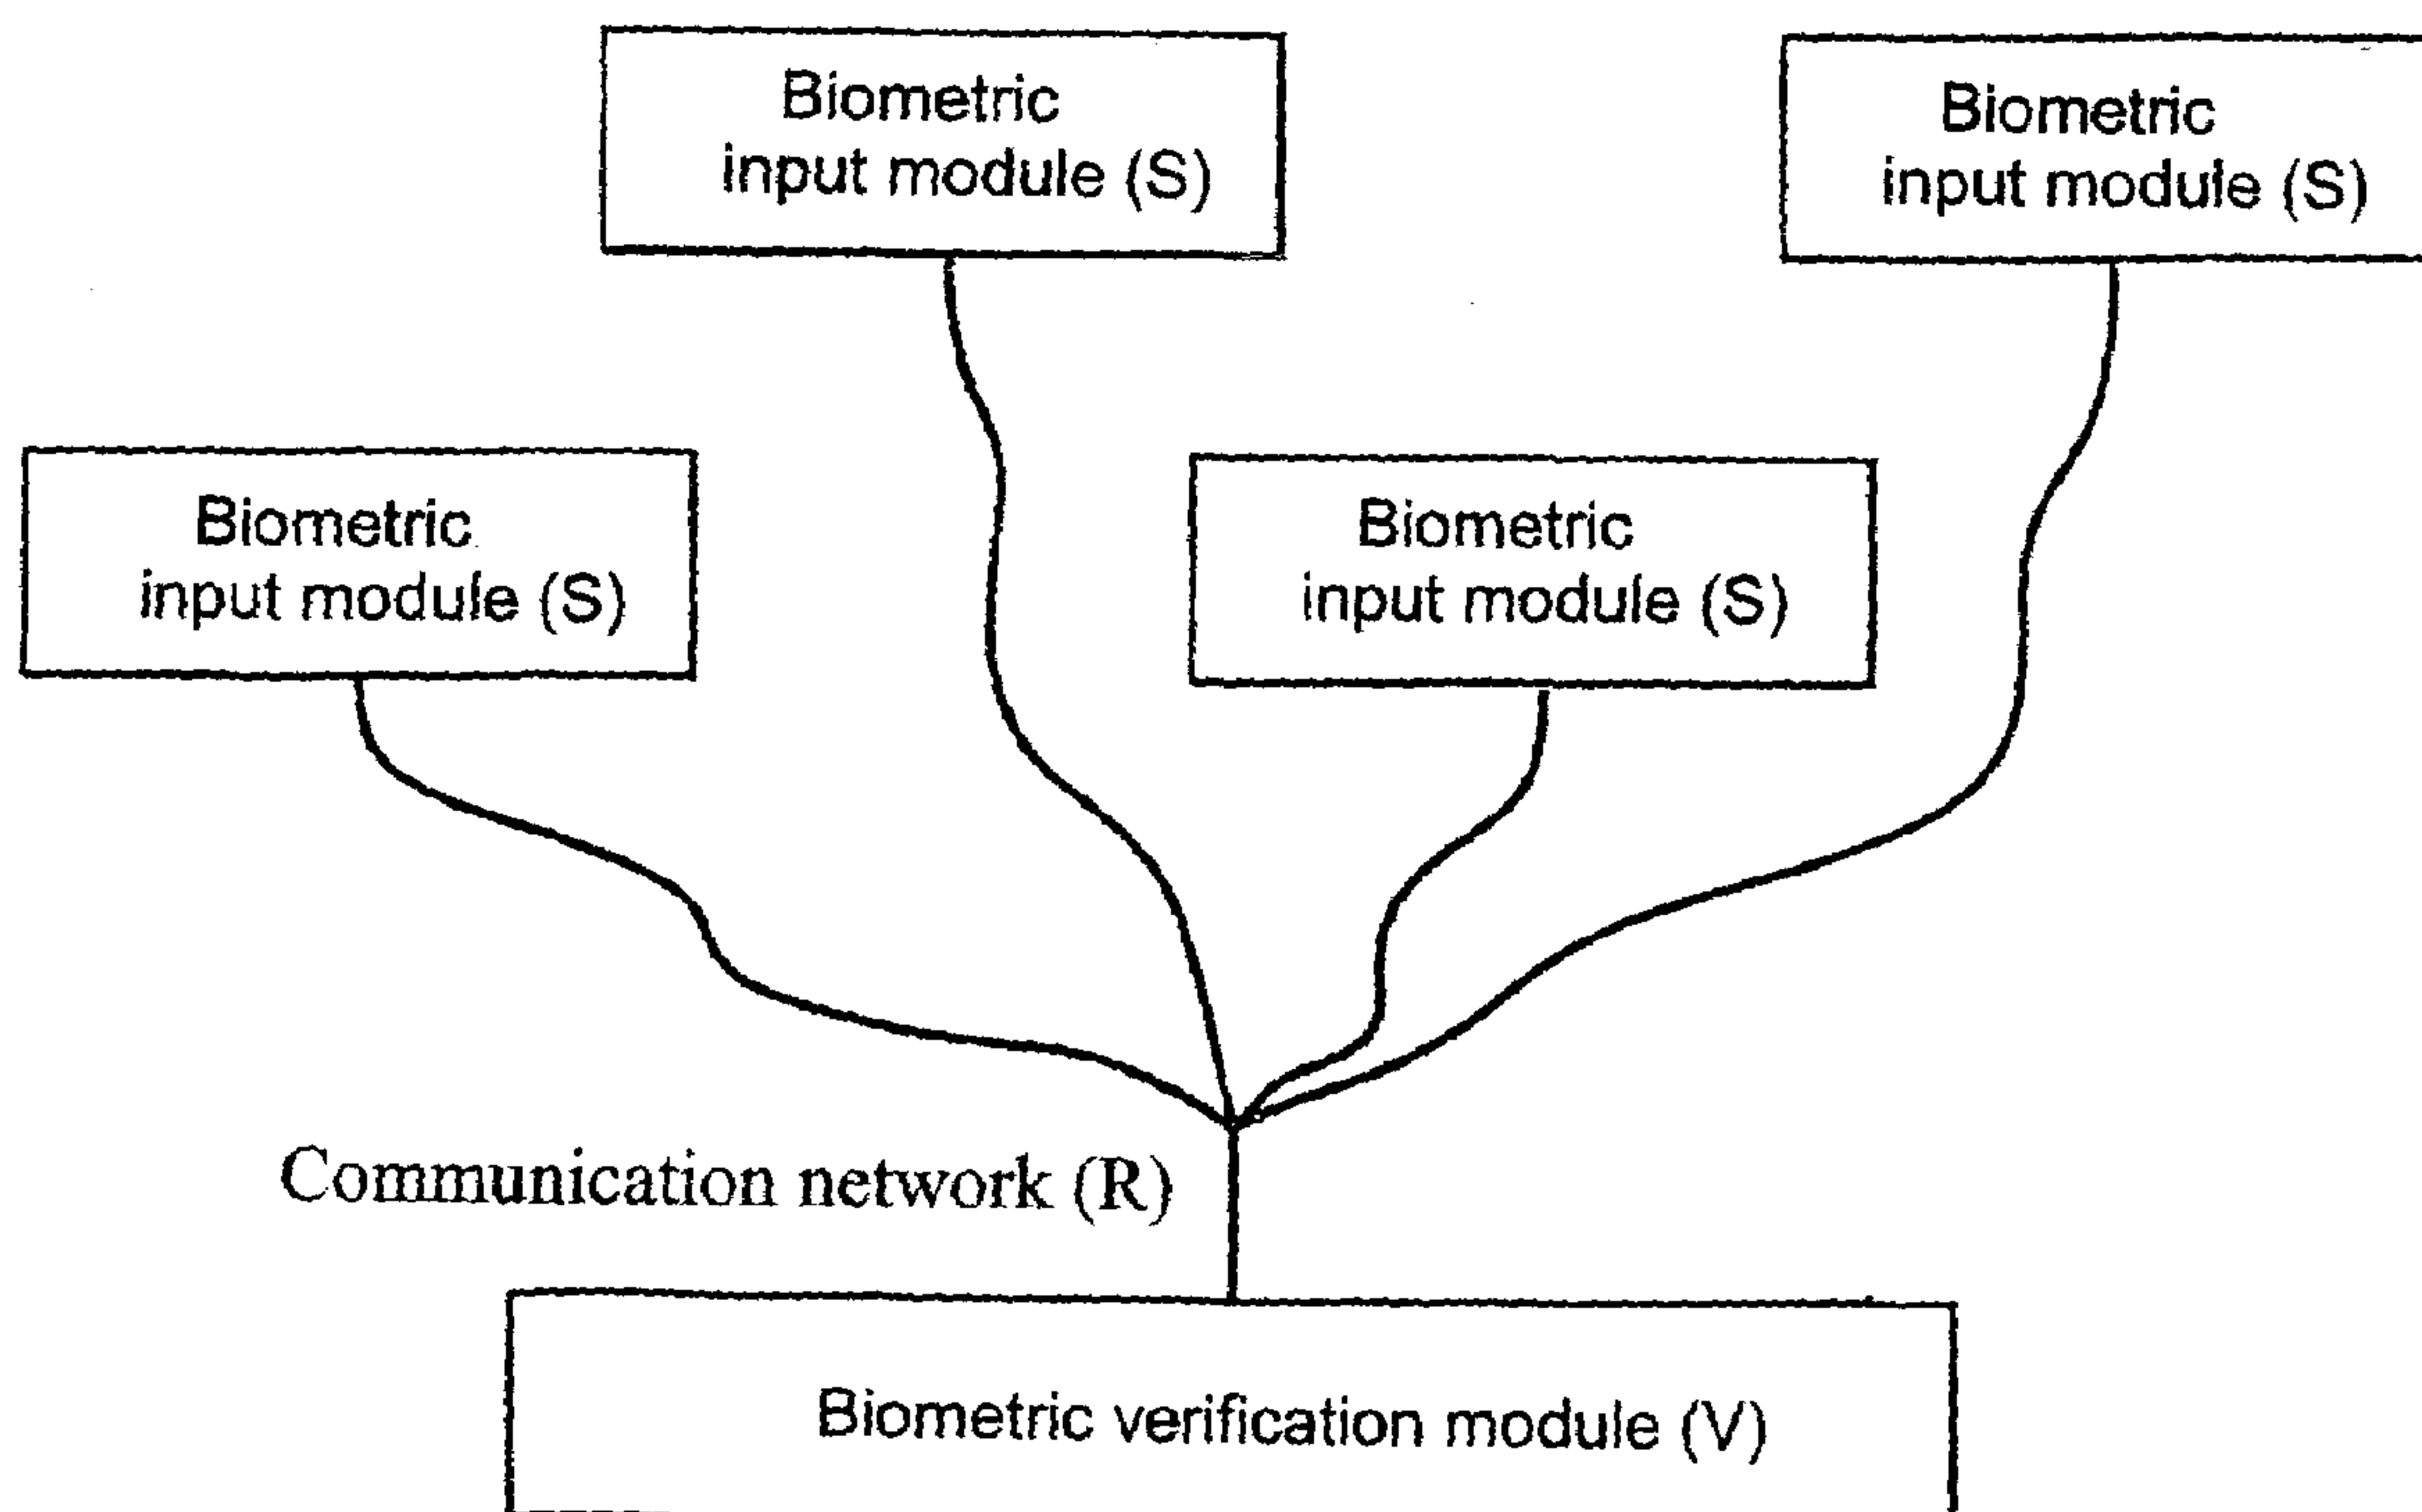 Biometric
input module (S)
Biometric
input module (S)
Biometric
input module (S)
Biometric
input module (S)
Communication network (R)
Biometric verification module (V)